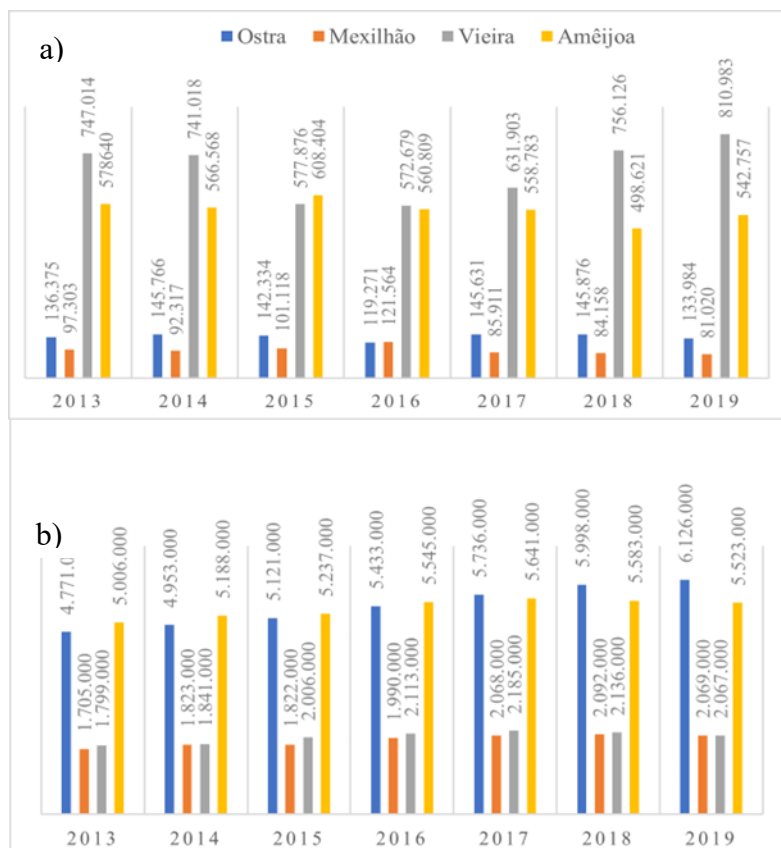 a)
Ostra Mexilhão Vieira Amêijoa
136.375 97.303 747.014 578640
145.766 92.317 741.018 566.568
142.334 101.118 577.876 608.404
119.271 121.564 572.679 560.809
145.631 85.911 631.903 558.783
145.876 84.158 756.126 498.621
133.984 81.020 810.983 542.757
2013 2014 2015 2016 2017 2018 2019
b)
4.771.0 1.705.000 1.799.000 5.006.000
4.953.000 1.823.000 1.841.000 5.188.000
5.121.000 1.822.000 2.006.000 5.237.000
5.433.000 1.990.000 2.113.000 5.545.000
5.736.000 2.068.000 2.185.000 5.641.000
5.998.000 2.092.000 2.136.000 5.583.000
6.126.000 2.069.000 2.067.000 5.523.000
2013 2014 2015 2016 2017 2018 2019